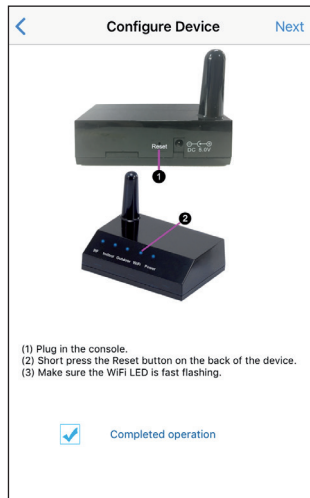 Configure Device
Next
Reset
DC 5.0V
1
2
RF Indoor Outdoor WiFi Power
(1) Plug in the console.
(2) Short press the Reset button on the back of the device.
(3) Make sure the WiFi LED is fast flashing.
Completed operation